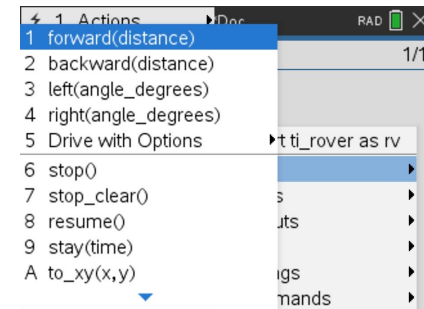 1 Actions
Doc
RAD
1 forward(distance)
1/1
2 backward(distance)
3 left(angle_degrees)
4 right(angle_degrees)
5 Drive with Options
t ti_rover as rv
6 stop()
7 stop_clear()
s
8 resume()
uts
9 stay(time)
A to_xy(x,y)
ngs
mands